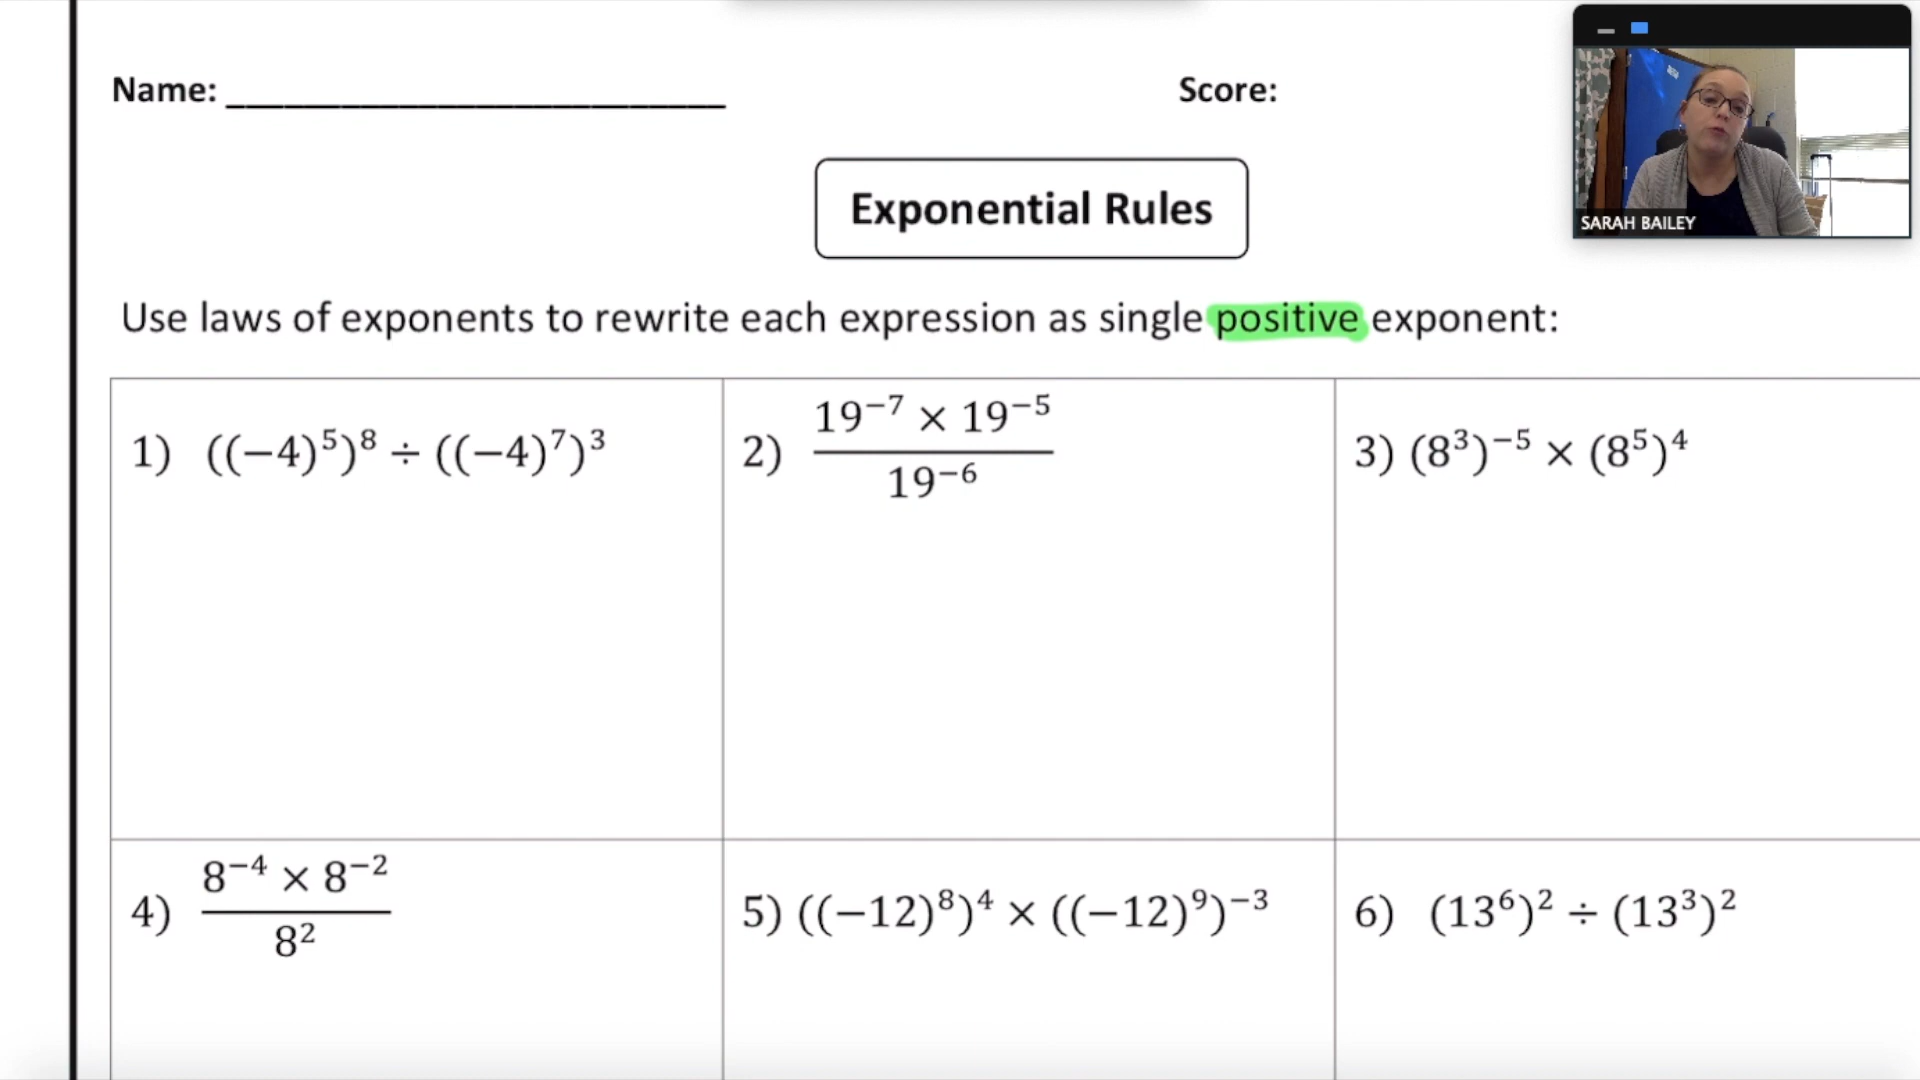 Name: __________________________ Score:
SARAH BAILEY
Exponential Rules
Use laws of exponents to rewrite each expression as single positive exponent:
1) ((−4)⁵)⁸ ÷ ((−4)⁷)³
2) 19⁻⁷ × 19⁻⁵
19⁻⁶
3) (8³)⁻⁵ × (8⁵)⁴
4) 8⁻⁴ × 8⁻²
8²
5) ((−12)⁸)⁴ × ((−12)⁹)⁻³
6) (13⁶)² ÷ (13³)²